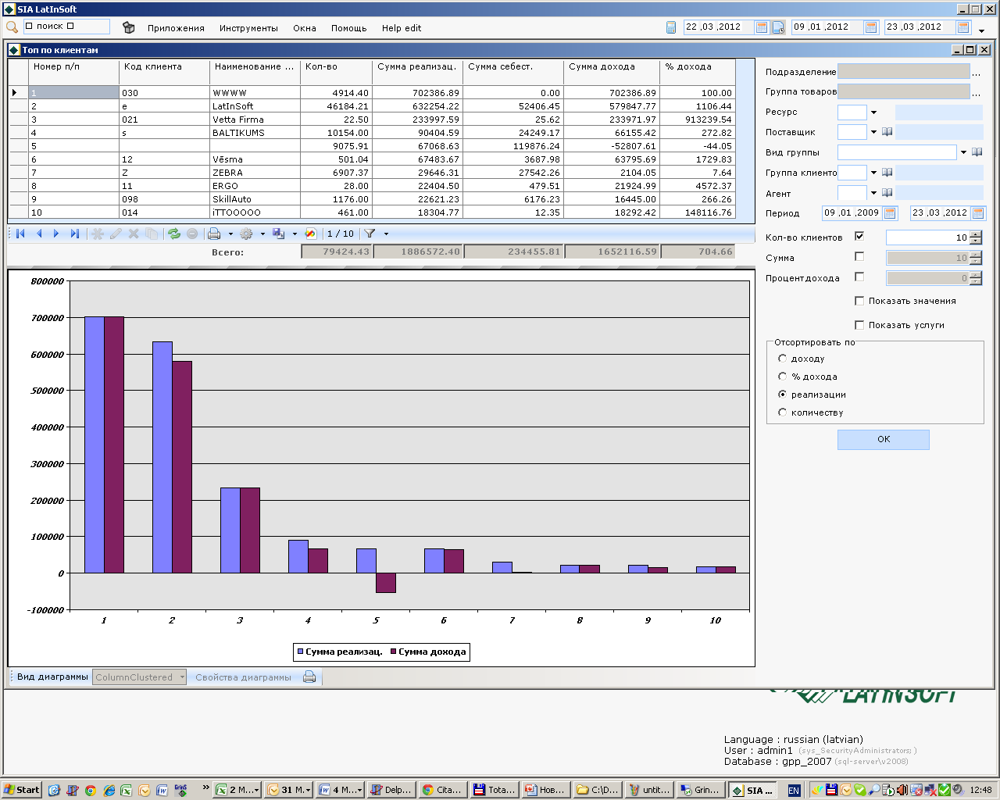 SIA LatInSoft
поиск Приложения Инструменты Окна Помощь Help edit 22 ,03 ,2012 09 ,01 ,2012 23 ,03 ,2012
Топ по клиентам
Номер п/п Код клиента Наименование ... Кол-во Сумма реализац. Сумма себест. Сумма дохода % дохода
1 030 WWWW 4914.40 702386.89 0.00 702386.89 100.00
2 e LatInSoft 46184.21 632254.22 52406.45 579847.77 1106.44
3 021 Vetta Firma 22.50 233997.59 25.62 233971.97 913239.54
4 s BALTIKUMS 10154.00 90404.59 24249.17 66155.42 272.82
5 9075.91 67068.63 119876.24 -52807.61 -44.05
6 12 Vēsma 501.04 67483.67 3687.98 63795.69 1729.83
7 Z ZEBRA 6907.37 29646.31 27542.26 2104.05 7.64
8 11 ERGO 28.00 22404.50 479.51 21924.99 4572.37
9 098 SkillAuto 1176.00 22621.23 6176.23 16445.00 266.26
10 014 iTTOOOOO 461.00 18304.77 12.35 18292.42 148116.76
1 / 10
Всего: 79424.43 1886572.40 234455.81 1652116.59 704.66
Подразделение ...
Группа товаров ...
Ресурс
Поставщик
Вид группы
Группа клиенто
Агент
Период 09 ,01 ,2009 23 ,03 ,2012
Кол-во клиентов 10
Сумма 10
Процент дохода 0
Показать значения
Показать услуги
Отсортировать по
доходу
% дохода
реализации
количеству
OK
800000
700000
600000
500000
400000
300000
200000
100000
0
-100000
1 2 3 4 5 6 7 8 9 10
Сумма реализац. Сумма дохода
Вид диаграммы ColumnClustered Свойства диаграммы
LATINSOFT
Language : russian (latvian)
User : admin1 (sys_SecurityAdministrators; )
Database : gpp_2007 (sql-server\v2008)
Start » 2 M... 31 M... 4 M... Delp... Cita... Tota... Нов... C:\D... untit... Grin... SIA ... EN 12:48